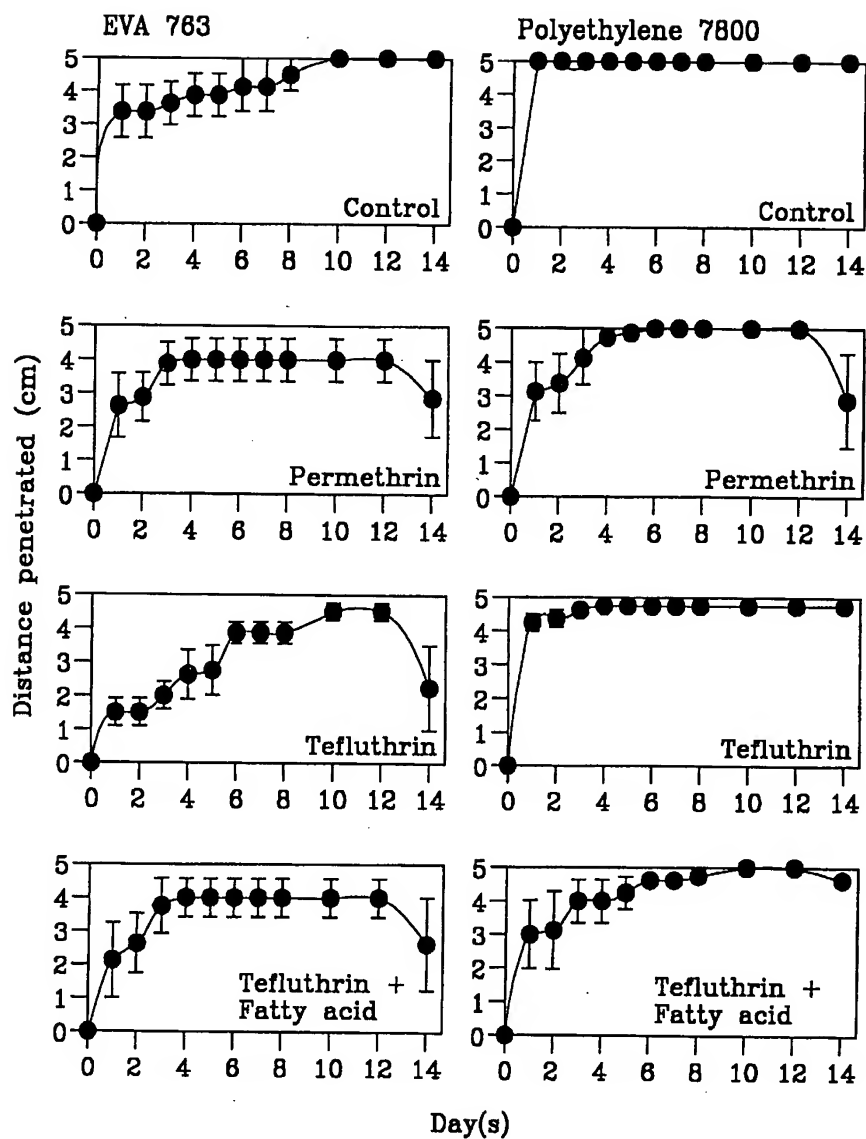 EVA 763
Polyethylene 7800
5
4
3
2
1
0
Control
0 2 4 6 8 10 12 14
5
4
3
2
1
0
Control
0 2 4 6 8 10 12 14
Distance penetrated (cm)
5
4
3
2
1
0
Permethrin
0 2 4 6 8 10 12 14
5
4
3
2
1
0
Permethrin
0 2 4 6 8 10 12 14
5
4
3
2
1
0
Tefluthrin
0 2 4 6 8 10 12 14
5
4
3
2
1
0
Tefluthrin
0 2 4 6 8 10 12 14
5
4
3
2
1
0
Tefluthrin +
Fatty acid
0 2 4 6 8 10 12 14
5
4
3
2
1
0
Tefluthrin +
Fatty acid
0 2 4 6 8 10 12 14
Day(s)